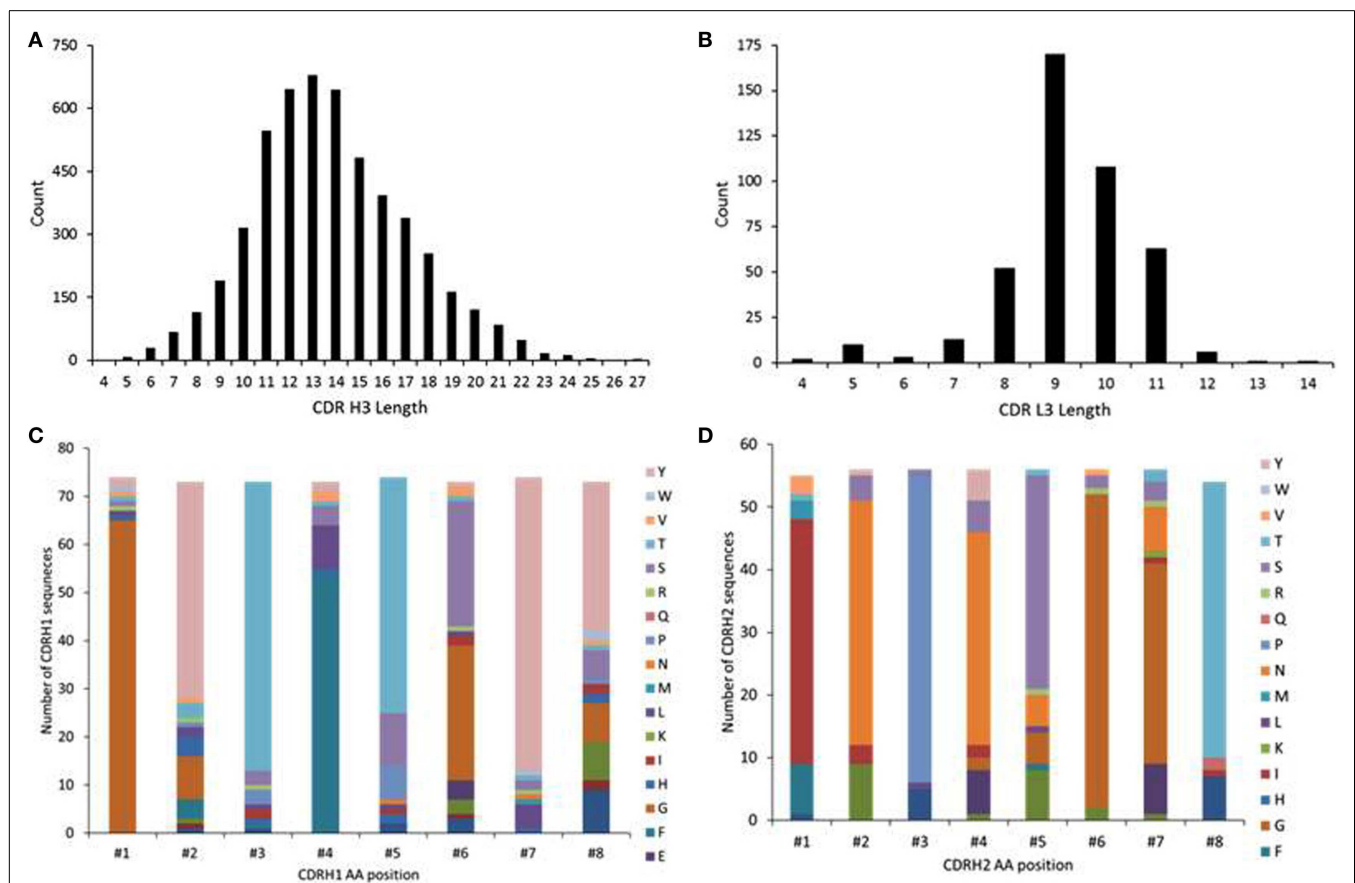 A
750
600
450
300
150
0
Count
4 5 6 7 8 9 10 11 12 13 14 15 16 17 18 19 20 21 22 23 24 25 26 27
CDR H3 Length
B
175
150
125
100
75
50
25
0
Count
4 5 6 7 8 9 10 11 12 13 14
CDR L3 Length
C
80
70
60
50
40
30
20
10
0
Number of CDRH1 sequneces
#1 #2 #3 #4 #5 #6 #7 #8
CDRH1 AA position
Y
W
V
T
S
R
Q
P
N
M
L
K
I
H
G
F
E
D
60
50
40
30
20
10
0
Number of CDRH2 sequences
#1 #2 #3 #4 #5 #6 #7 #8
CDRH2 AA position
Y
W
V
T
S
R
Q
P
N
M
L
K
I
H
G
F